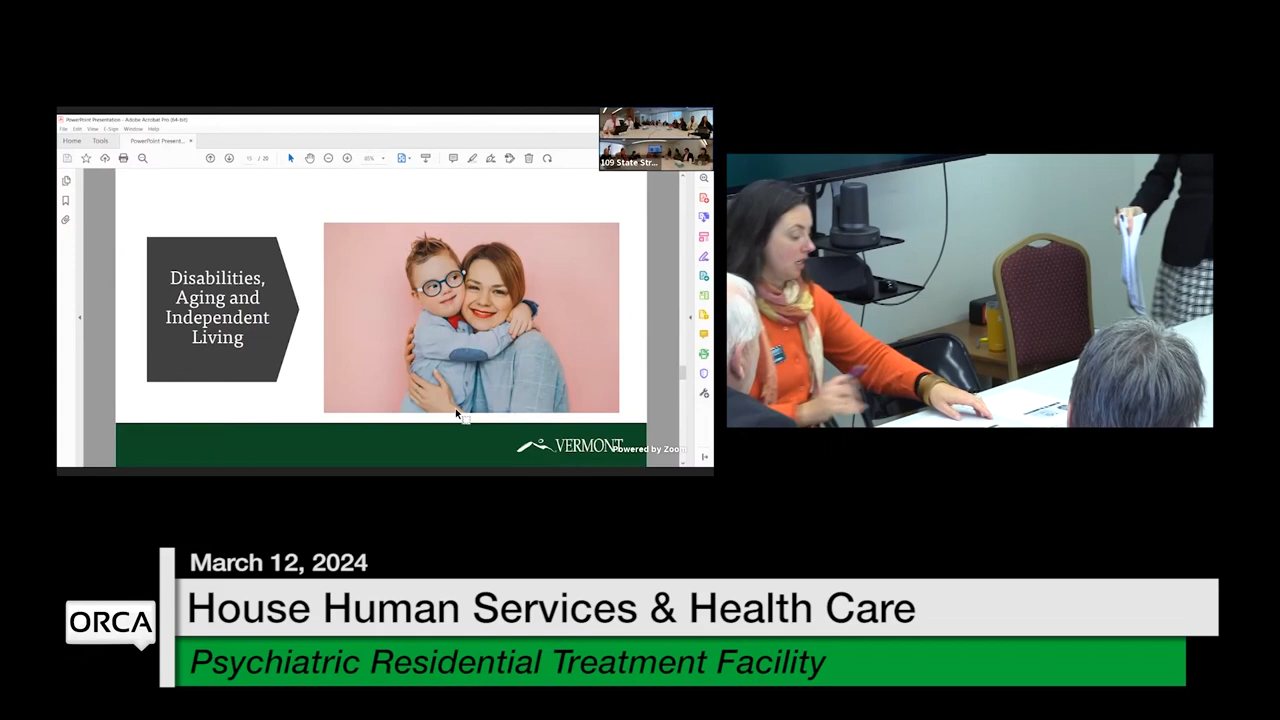 PowerPoint Presentation - Adobe Acrobat Pro (64-bit)
File Edit View E-Sign Window Help
Home Tools PowerPoint Present... ×
15 / 20
109 State Str...
Disabilities,
Aging and
Independent
Living
VERMONT
Powered by Zoom
March 12, 2024
House Human Services & Health Care
ORCA
Psychiatric Residential Treatment Facility